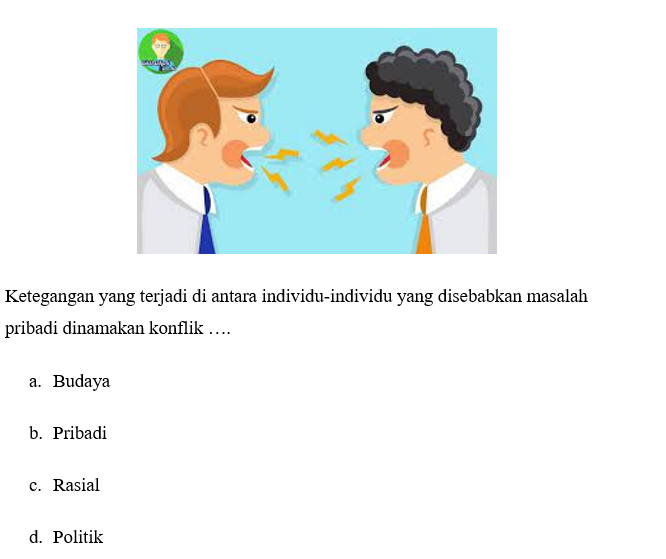 Ketegangan yang terjadi di antara individu-individu yang disebabkan masalah
pribadi dinamakan konflik ….
a. Budaya
b. Pribadi
c. Rasial
d. Politik